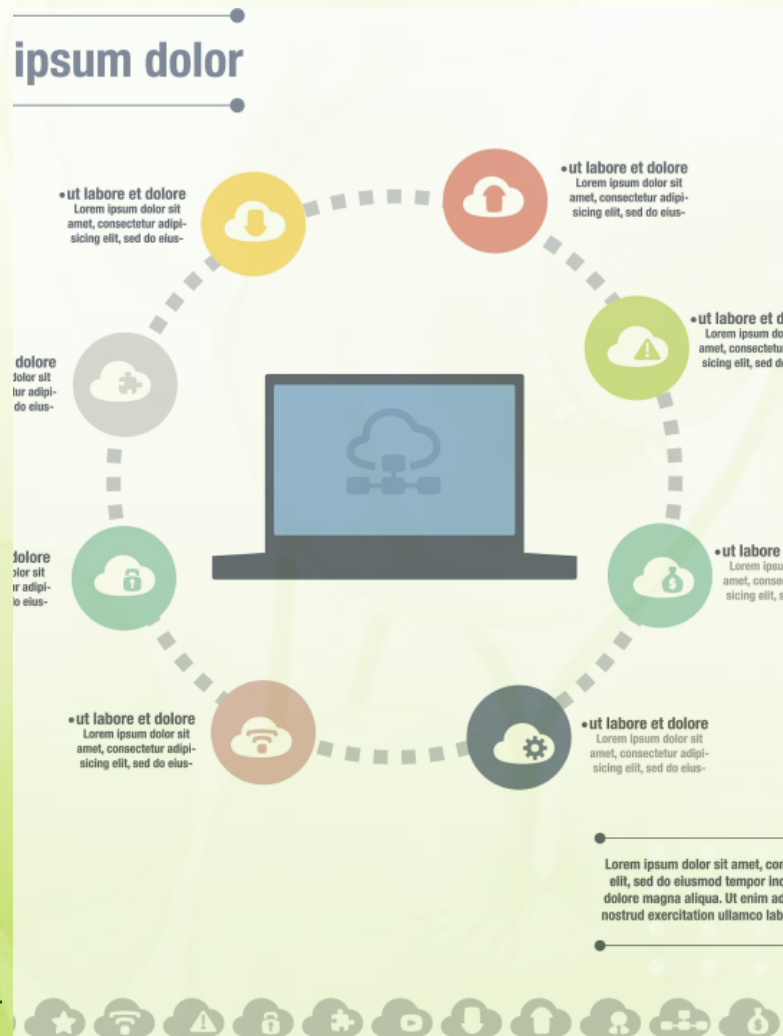 ipsum dolor
•ut labore et dolore
Lorem ipsum dolor sit
amet, consectetur adipi-
sicing elit, sed do eius-
•ut labore et dolore
Lorem ipsum dolor sit
amet, consectetur adipi-
sicing elit, sed do eius-
•ut labore et d
Lorem ipsum do
amet, consectetur
sicing elit, sed do
dolore
dolor sit
tur adipi-
do eius-
dolore
olor sit
ur adipi-
do eius-
•ut labore
Lorem ipsu
amet, conse
sicing elit, s
•ut labore et dolore
Lorem ipsum dolor sit
amet, consectetur adipi-
sicing elit, sed do eius-
•ut labore et dolore
Lorem ipsum dolor sit
amet, consectetur adipi-
sicing elit, sed do eius-
Lorem ipsum dolor sit amet, con
elit, sed do eiusmod tempor inc
dolore magna aliqua. Ut enim ad
nostrud exercitation ullamco lab